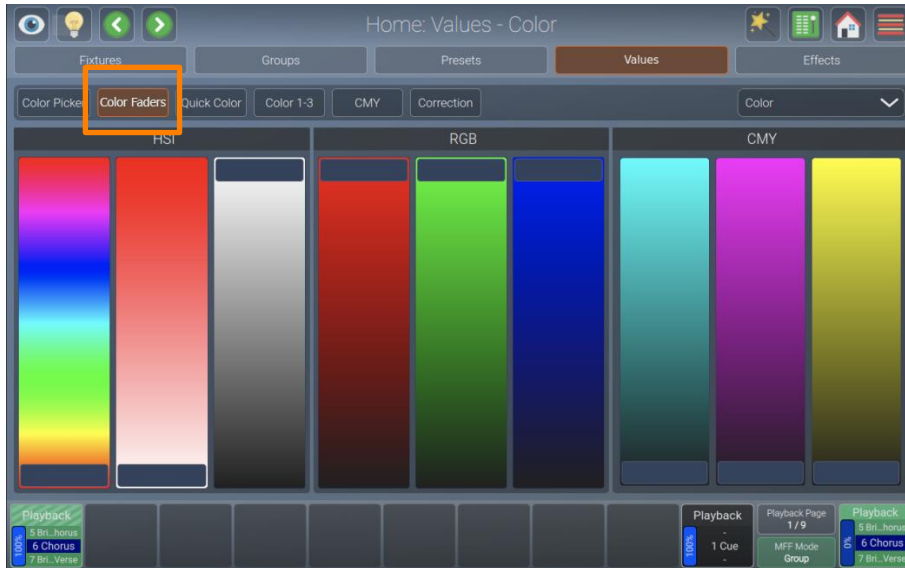 Home: Values - Color
Fixtures Groups Presets Values Effects
Color Picker Color Faders Quick Color Color 1-3 CMY Correction Color
HSI RGB CMY
Playback
100%
5 Bri...horus
6 Chorus
7 Bri...Verse
Playback
100%
-
1 Cue
-
Playback Page
1 / 9
MFF Mode
Group
Playback
0%
5 Bri...horus
6 Chorus
7 Bri...Verse